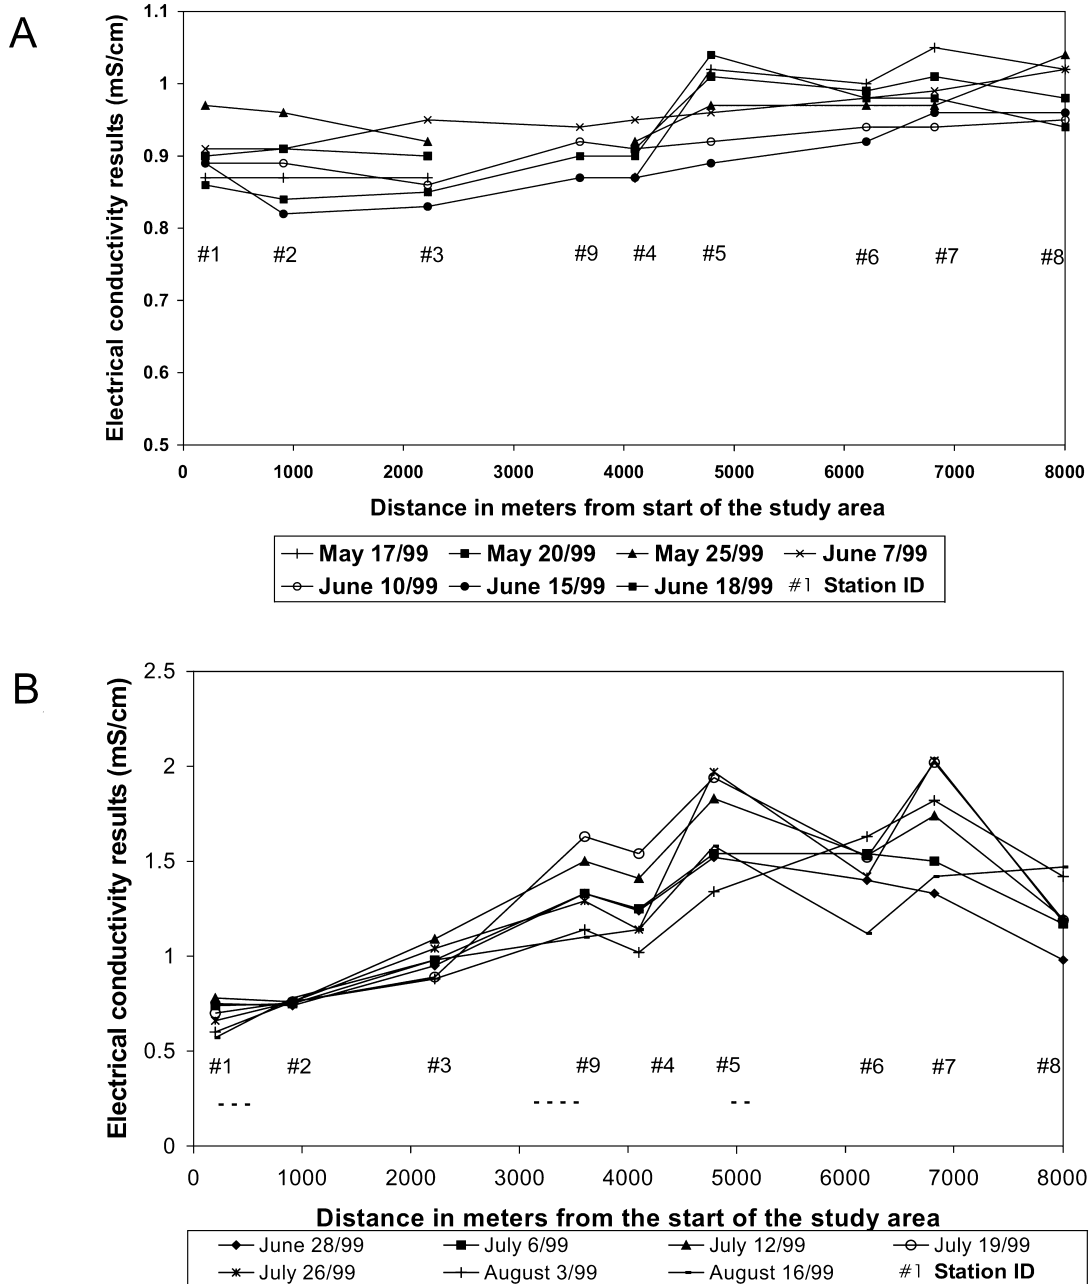 A
Electrical conductivity results (mS/cm)
1.1
1
0.9
0.8
0.7
0.6
0.5
#1 #2 #3 #9 #4 #5 #6 #7 #8
0 1000 2000 3000 4000 5000 6000 7000 8000
Distance in meters from start of the study area
May 17/99 May 20/99 May 25/99 June 7/99
June 10/99 June 15/99 June 18/99 #1 Station ID
B
Electrical conductivity results (mS/cm)
2.5
2
1.5
1
0.5
0
#1 #2 #3 #9 #4 #5 #6 #7 #8
0 1000 2000 3000 4000 5000 6000 7000 8000
Distance in meters from the start of the study area
June 28/99 July 6/99 July 12/99 July 19/99
July 26/99 August 3/99 August 16/99 #1 Station ID